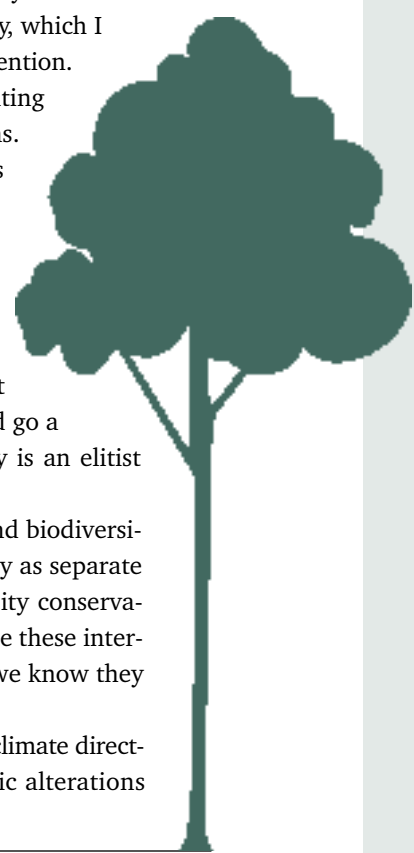 y, which I
ention.
ting
s.
s
t
d go a
y is an elitist
nd biodiversi-
y as separate
ity conserva-
e these inter-
we know they
climate direct-
ic alterations